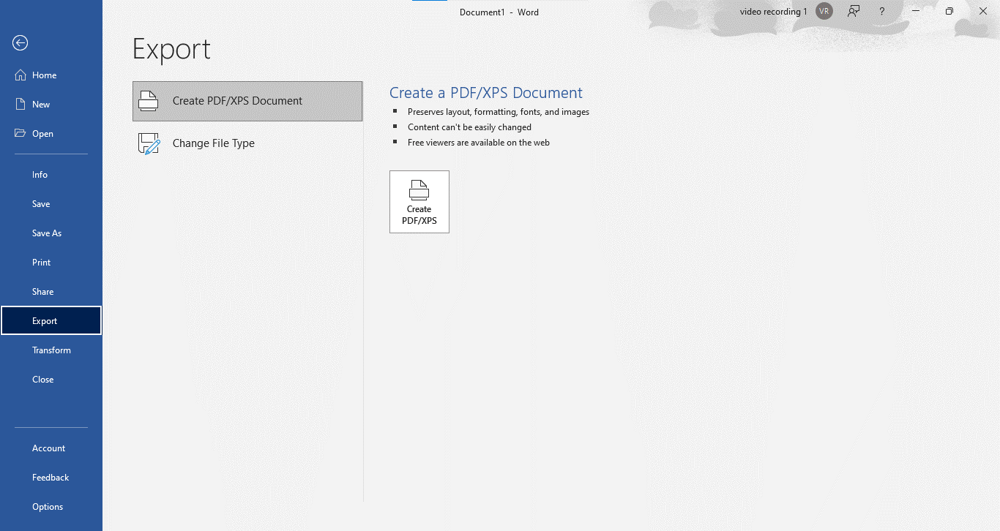 Document1 - Word
video recording 1
VR
?
Home
New
Open
Info
Save
Save As
Print
Share
Export
Transform
Close
Account
Feedback
Options
Export
Create PDF/XPS Document
Change File Type
Create a PDF/XPS Document
Preserves layout, formatting, fonts, and images
Content can't be easily changed
Free viewers are available on the web
Create
PDF/XPS